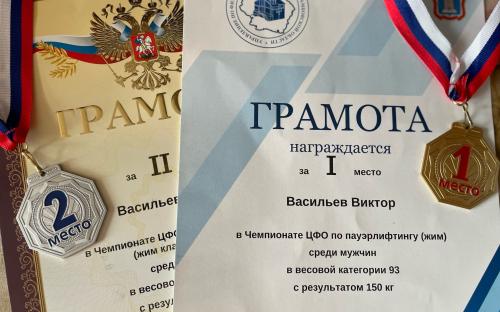 ГРАМО
за II
Васильев
в Чемпионате ЦФО
(жим кла
сред
в весово
с резуль
2
место
ГРАМОТА
награждается
за I место
Васильев Виктор
в Чемпионате ЦФО по пауэрлифтингу (жим)
среди мужчин
в весовой категории 93
с результатом 150 кг
1
место